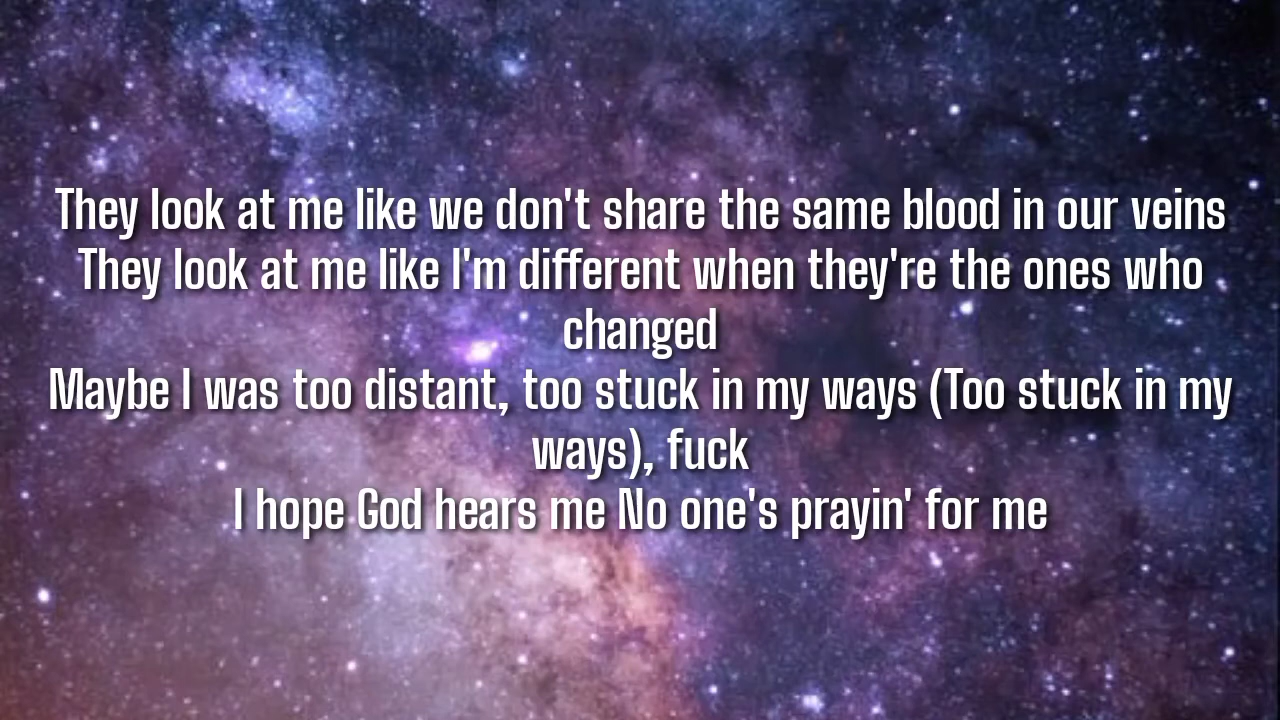 They look at me like we don't share the same blood in our veins
They look at me like I'm different when they're the ones who
changed
Maybe I was too distant, too stuck in my ways (Too stuck in my
ways), fuck
I hope God hears me No one's prayin' for me